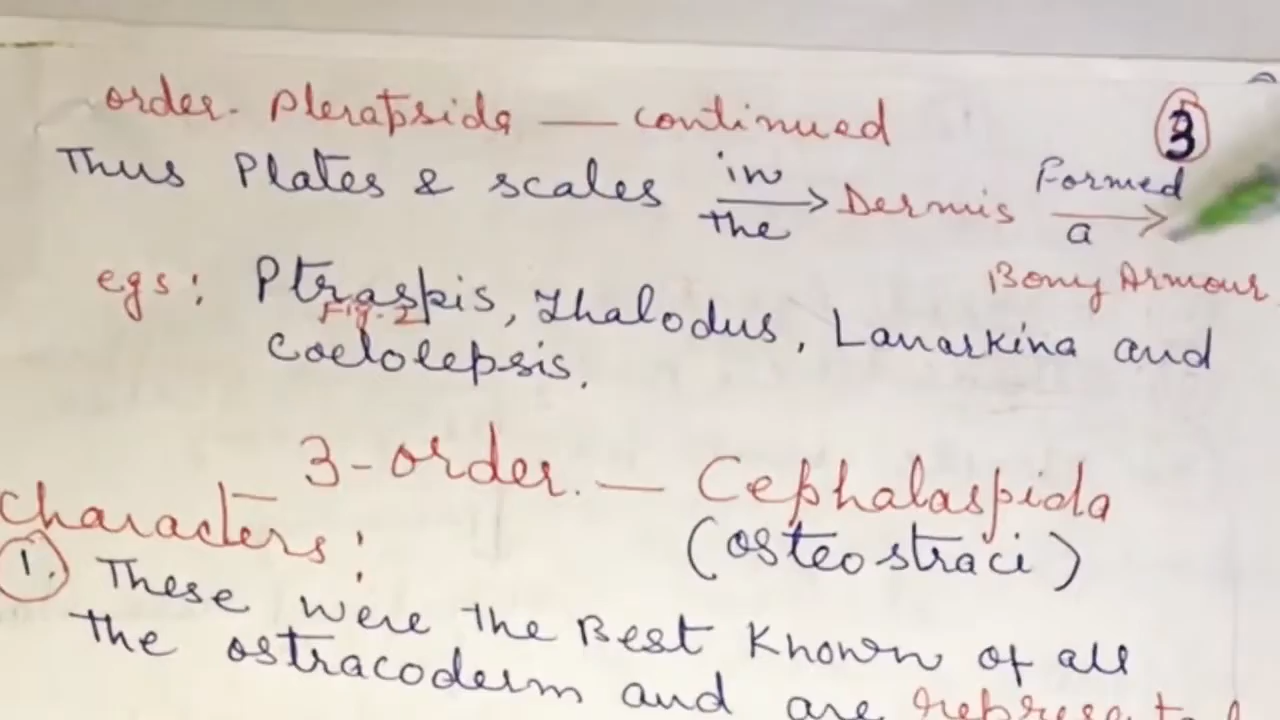 order. Pleraspida — continued
3
Thus Plates & scales in the → Dermis Formed a →
Bony Armour
egs: Ptraspis, Thalodus, Lanarkina and
Fig. 2
Coelolepsis.
3-order. — Cephalaspida
(osteostraci)
characters:
1. These were the Best Known of all
the ostracoderm and are